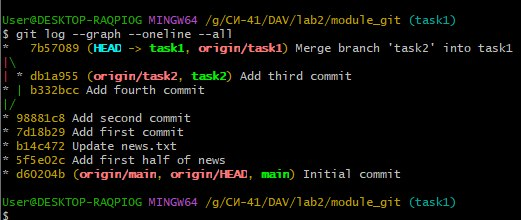 User@DESKTOP-RAQPIOG MINGW64 /g/СИ-41/DAV/lab2/module_git (task1)
$ git log --graph --oneline --all
*   7b57089 (HEAD -> task1, origin/task1) Merge branch 'task2' into task1
|\
| * db1a955 (origin/task2, task2) Add third commit
* | b332bcc Add fourth commit
|/
* 98881c8 Add second commit
* 7d18b29 Add first commit
* b14c472 Update news.txt
* 5f5e02c Add first half of news
* d60204b (origin/main, origin/HEAD, main) Initial commit
User@DESKTOP-RAQPIOG MINGW64 /g/СИ-41/DAV/lab2/module_git (task1)
$